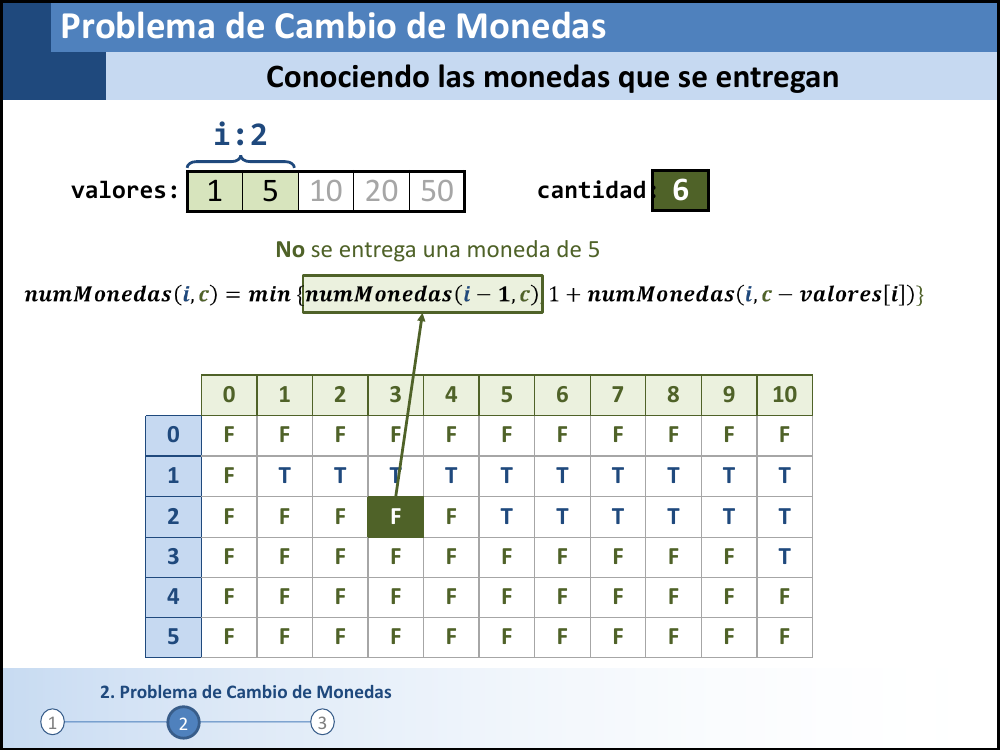 Problema de Cambio de Monedas
Conociendo las monedas que se entregan
i:2
valores: 1 5 10 20 50 cantidad: 6
No se entrega una moneda de 5
numMonedas(i, c) = min {numMonedas(i − 1, c) 1 + numMonedas(i, c − valores[i])}
0 1 2 3 4 5 6 7 8 9 10
0 F F F F F F F F F F F
1 F T T T T T T T T T T
2 F F F F F T T T T T T
3 F F F F F F F F F F T
4 F F F F F F F F F F F
5 F F F F F F F F F F F
2. Problema de Cambio de Monedas
1 2 3